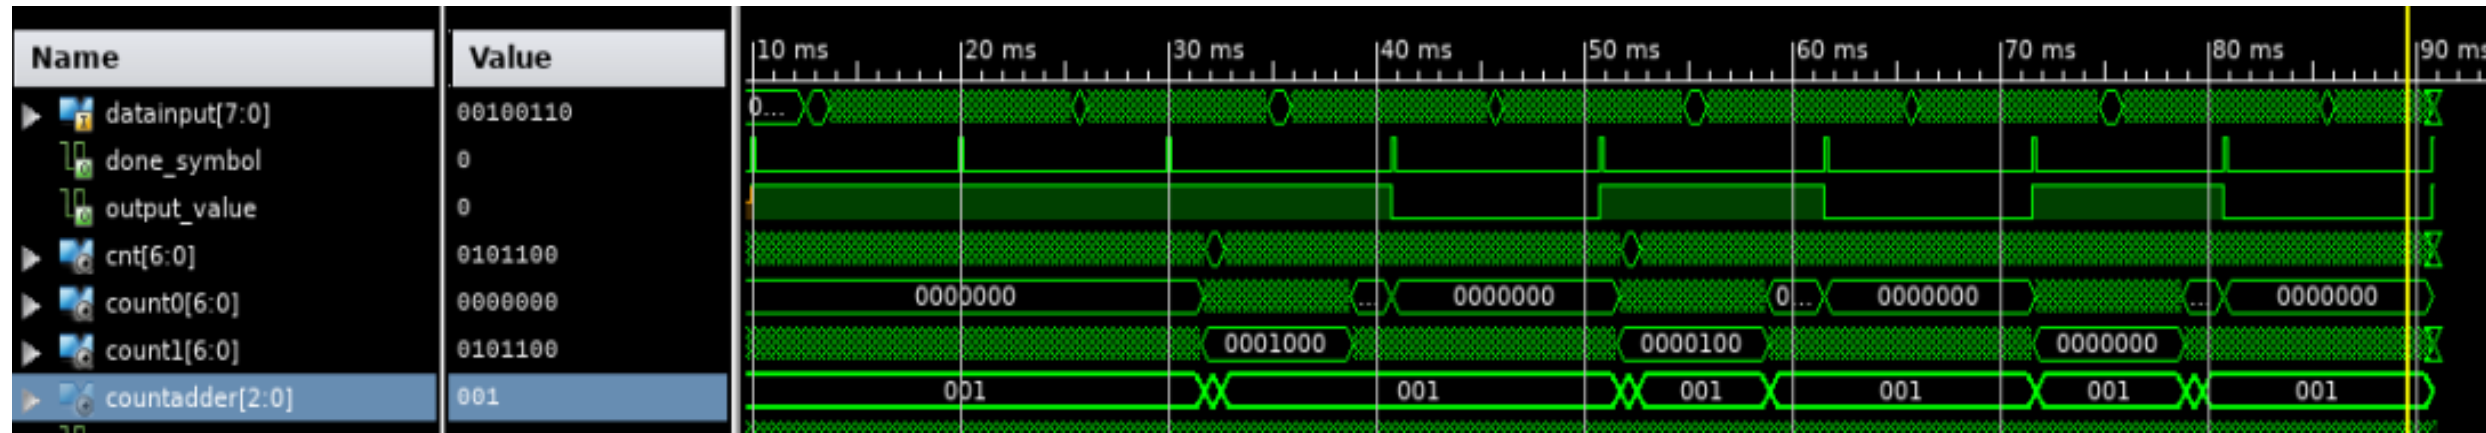 Name Value 10 ms 20 ms 30 ms 40 ms 50 ms 60 ms 70 ms 80 ms 90 ms
datainput[7:0] 00100110 0...
done_symbol 0
output_value 0
cnt[6:0] 0101100
count0[6:0] 0000000 0000000 ... 0000000 0... 0000000 ... 0000000
count1[6:0] 0101100 0001000 0000100 0000000
countadder[2:0] 001 001 001 001 001 001 001